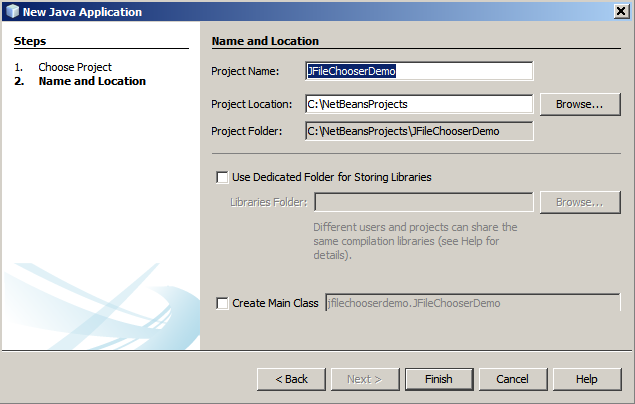 New Java Application
Steps
1. Choose Project
2. Name and Location
Name and Location
Project Name: JFileChooserDemo
Project Location: C:\NetBeansProjects Browse...
Project Folder: C:\NetBeansProjects\JFileChooserDemo
Use Dedicated Folder for Storing Libraries
Libraries Folder: Browse...
Different users and projects can share the
same compilation libraries (see Help for
details).
Create Main Class jfilechooserdemo.JFileChooserDemo
< Back Next > Finish Cancel Help